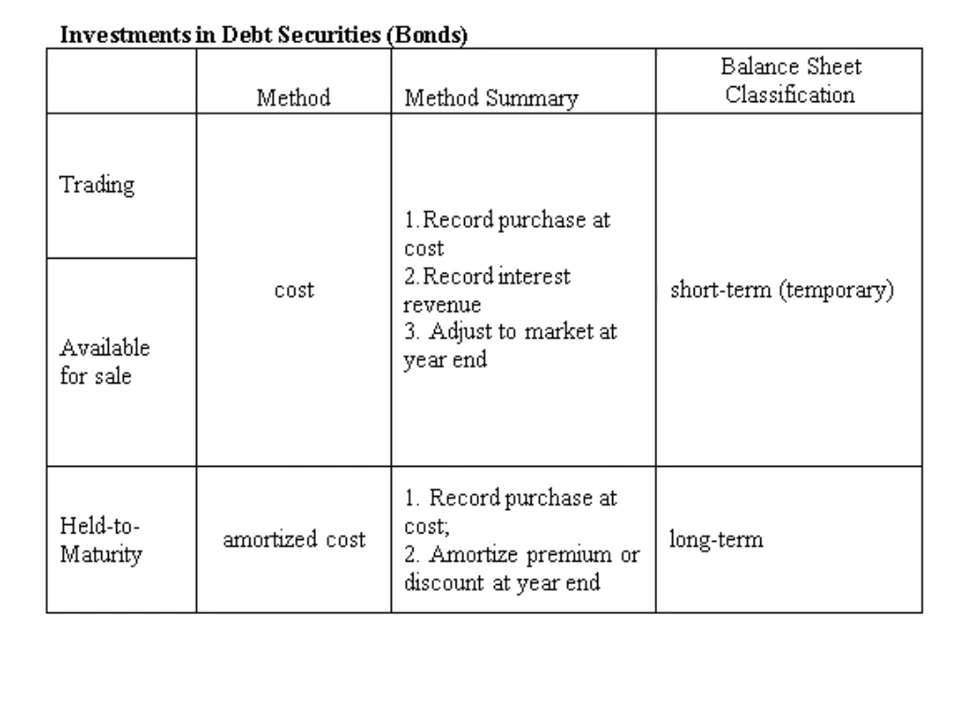 Investments in Debt Securities (Bonds)
Method
Method Summary
Balance Sheet
Classification
Trading
Available
for sale
cost
1.Record purchase at
cost
2.Record interest
revenue
3. Adjust to market at
year end
short-term (temporary)
Held-to-
Maturity
amortized cost
1. Record purchase at
cost;
2. Amortize premium or
discount at year end
long-term